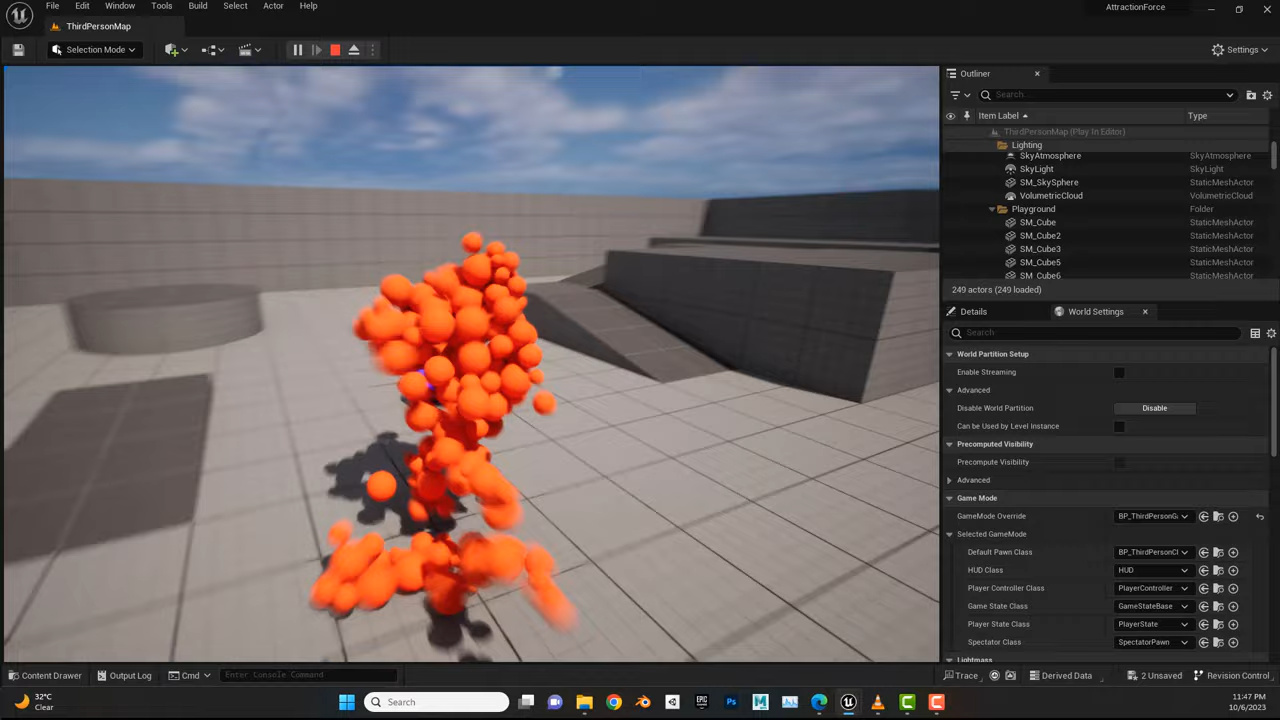 File Edit Window Tools Build Select Actor Help
AttractionForce
ThirdPersonMap
Selection Mode
Settings
Outliner
Search...
Item Label
Type
ThirdPersonMap (Play In Editor)
Lighting
SkyAtmosphere SkyAtmosphere
SkyLight SkyLight
SM_SkySphere StaticMeshActor
VolumetricCloud VolumetricCloud
Playground Folder
SM_Cube StaticMeshActor
SM_Cube2 StaticMeshActor
SM_Cube3 StaticMeshActor
SM_Cube5 StaticMeshActor
SM_Cube6 StaticMeshActor
249 actors (249 loaded)
Details
World Settings
Search
World Partition Setup
Enable Streaming
Advanced
Disable World Partition Disable
Can be Used by Level Instance
Precomputed Visibility
Precompute Visibility
Advanced
Game Mode
GameMode Override BP_ThirdPersonG
Selected GameMode
Default Pawn Class BP_ThirdPersonCl
HUD Class HUD
Player Controller Class PlayerController
Game State Class GameStateBase
Player State Class PlayerState
Spectator Class SpectatorPawn
Lightmass
Content Drawer Output Log Cmd Enter Console Command Trace Derived Data 2 Unsaved Revision Control
32°C
Clear
Search
11:47 PM
10/6/2023